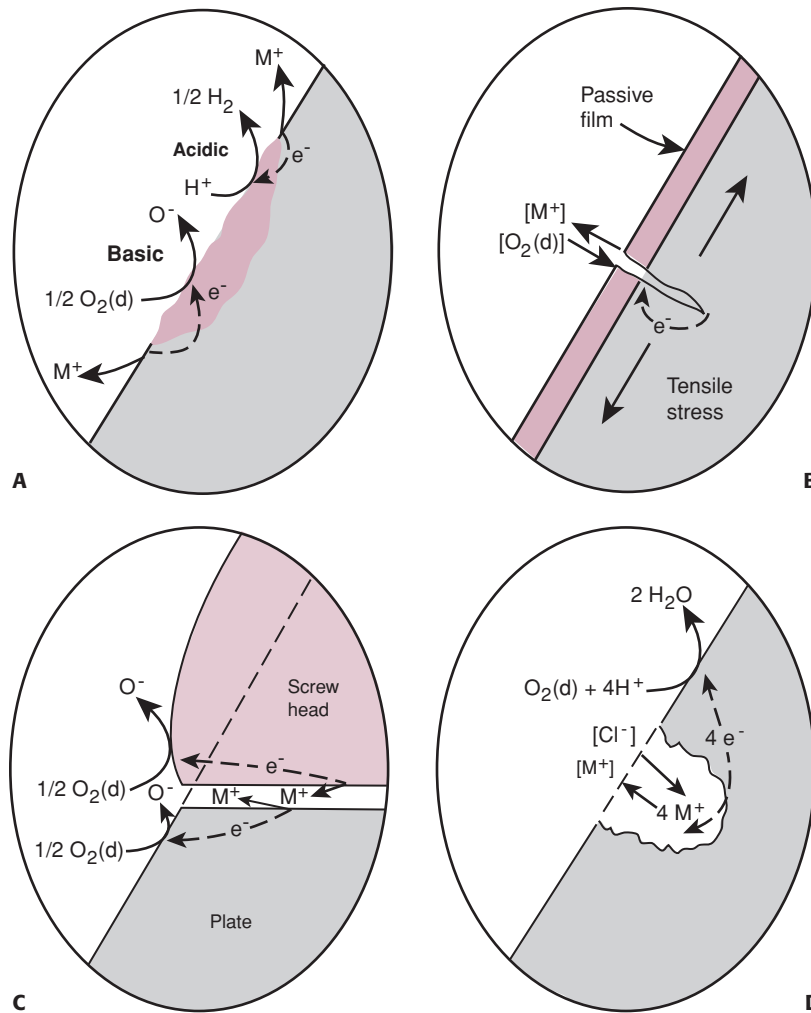 M⁺
1/2 H₂
Acidic
e⁻
H⁺
O⁻
Basic
e⁻
1/2 O₂(d)
M⁺
A
Passive
film
[M⁺]
[O₂(d)]
e⁻
Tensile
stress
B
Screw
head
O⁻
e⁻
1/2 O₂(d)
O⁻
M⁺
M⁺
e⁻
1/2 O₂(d)
Plate
C
2 H₂O
O₂(d) + 4H⁺
[Cl⁻]
4 e⁻
[M⁺]
4 M⁺
D